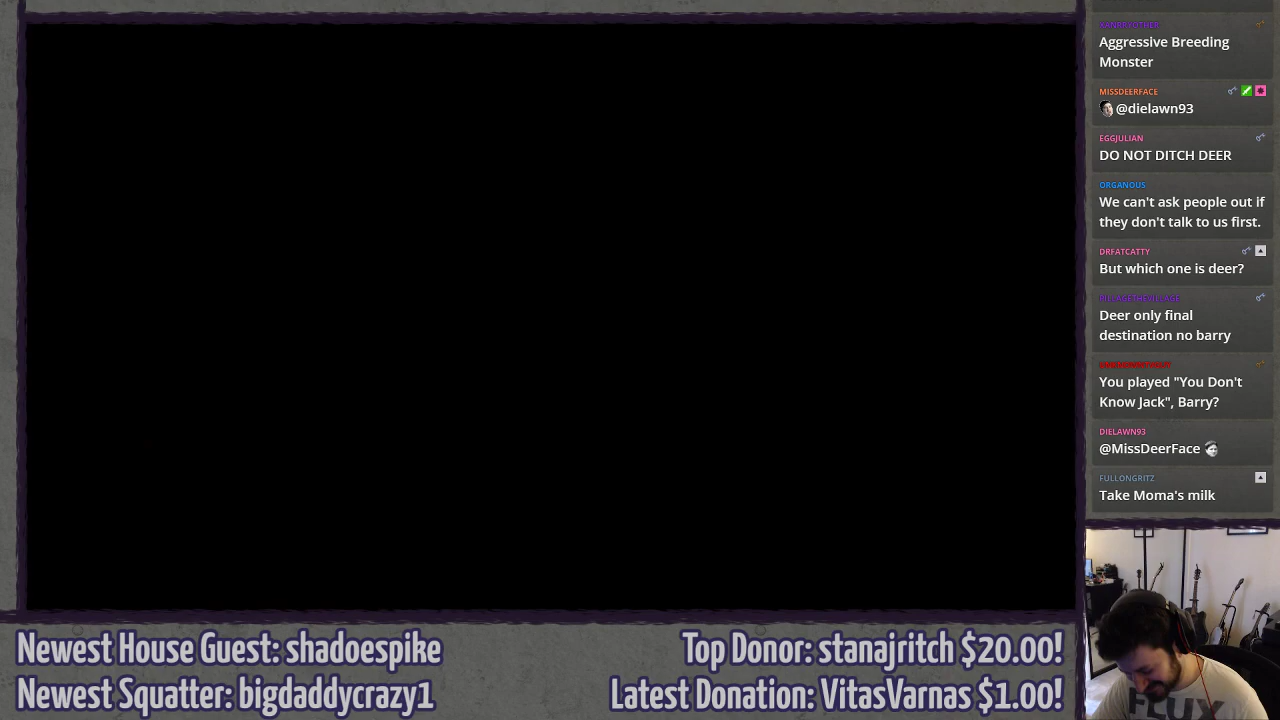 Aggressive Breeding
Monster
MISSDEERFACE
@dielawn93
EGGJULIAN
DO NOT DITCH DEER
ORGANOUS
We can't ask people out if
they don't talk to us first.
DRFATCATTY
But which one is deer?
PILLAGETHEVILLAGE
Deer only final
destination no barry
You played "You Don't
Know Jack", Barry?
DIELAWN93
@MissDeerFace
FULLONGRITZ
Take Moma's milk
FLUX
Newest House Guest: shadoespike
Top Donor: stanajritch $20.00!
Newest Squatter: bigdaddycrazy1
Latest Donation: VitasVarnas $1.00!